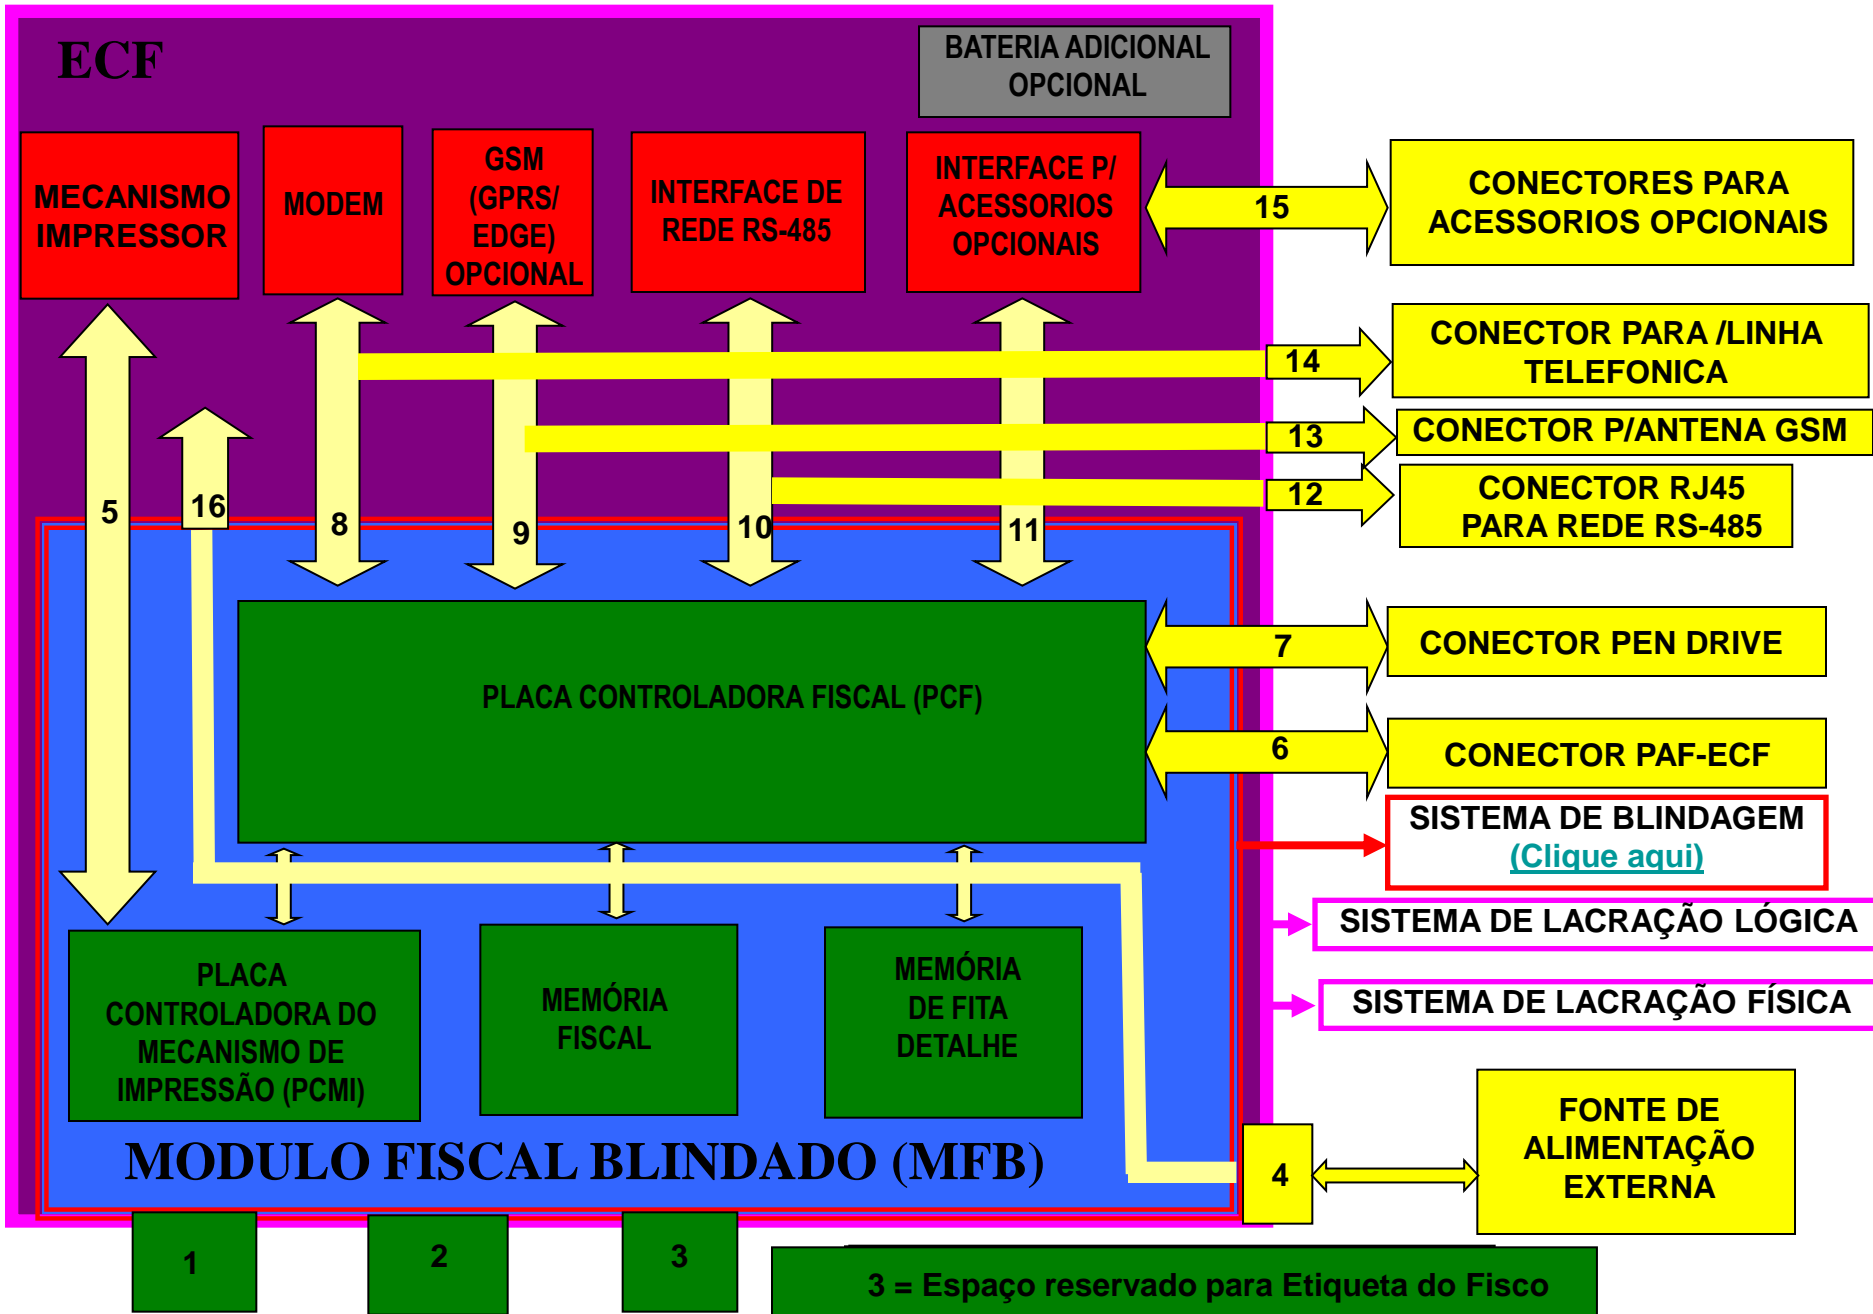 ECF
BATERIA ADICIONAL
OPCIONAL
MECANISMO
IMPRESSOR
MODEM
GSM
(GPRS/
EDGE)
OPCIONAL
INTERFACE DE
REDE RS-485
INTERFACE P/
ACESSORIOS
OPCIONAIS
15
CONECTORES PARA
ACESSORIOS OPCIONAIS
14
CONECTOR PARA /LINHA
TELEFONICA
13
CONECTOR P/ANTENA GSM
12
CONECTOR RJ45
PARA REDE RS-485
5
16
8
9
10
11
PLACA CONTROLADORA FISCAL (PCF)
7
CONECTOR PEN DRIVE
6
CONECTOR PAF-ECF
SISTEMA DE BLINDAGEM
(Clique aqui)
SISTEMA DE LACRAÇÃO LÓGICA
SISTEMA DE LACRAÇÃO FÍSICA
PLACA
CONTROLADORA DO
MECANISMO DE
IMPRESSÃO (PCMI)
MEMÓRIA
FISCAL
MEMÓRIA
DE FITA
DETALHE
MODULO FISCAL BLINDADO (MFB)
4
FONTE DE
ALIMENTAÇÃO
EXTERNA
1
2
3
3 = Espaço reservado para Etiqueta do Fisco